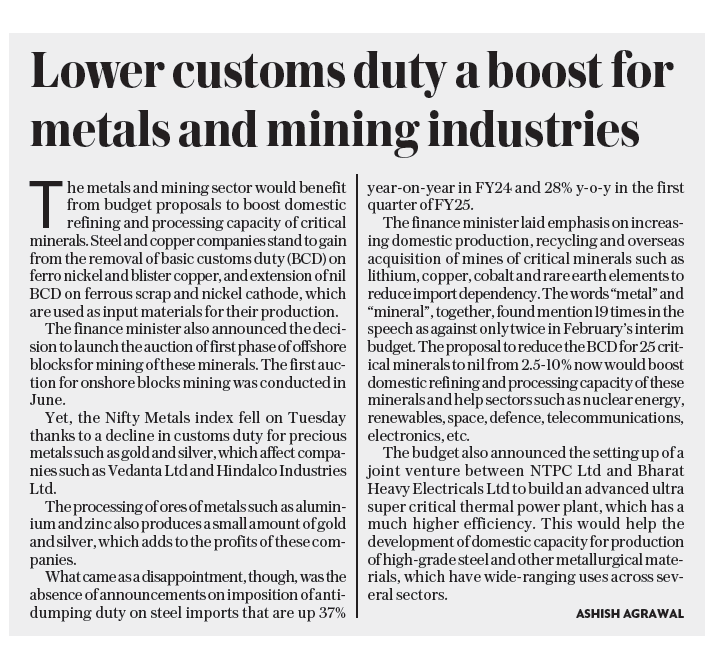 Lower customs duty a boost for
metals and mining industries
The metals and mining sector would benefit
from budget proposals to boost domestic
refining and processing capacity of critical
minerals. Steel and copper companies stand to gain
from the removal of basic customs duty (BCD) on
ferro nickel and blister copper, and extension of nil
BCD on ferrous scrap and nickel cathode, which
are used as input materials for their production.
The finance minister also announced the deci-
sion to launch the auction of first phase of offshore
blocks for mining of these minerals. The first auc-
tion for onshore blocks mining was conducted in
June.
Yet, the Nifty Metals index fell on Tuesday
thanks to a decline in customs duty for precious
metals such as gold and silver, which affect compa-
nies such as Vedanta Ltd and Hindalco Industries
Ltd.
The processing of ores of metals such as alumin-
ium and zinc also produces a small amount of gold
and silver, which adds to the profits of these com-
panies.
What came as a disappointment, though, was the
absence of announcements on imposition of anti-
dumping duty on steel imports that are up 37%
year-on-year in FY24 and 28% y-o-y in the first
quarter of FY25.
The finance minister laid emphasis on increas-
ing domestic production, recycling and overseas
acquisition of mines of critical minerals such as
lithium, copper, cobalt and rare earth elements to
reduce import dependency. The words “metal” and
“mineral”, together, found mention 19 times in the
speech as against only twice in February’s interim
budget. The proposal to reduce the BCD for 25 crit-
ical minerals to nil from 2.5-10% now would boost
domestic refining and processing capacity of these
minerals and help sectors such as nuclear energy,
renewables, space, defence, telecommunications,
electronics, etc.
The budget also announced the setting up of a
joint venture between NTPC Ltd and Bharat
Heavy Electricals Ltd to build an advanced ultra
super critical thermal power plant, which has a
much higher efficiency. This would help the
development of domestic capacity for production
of high-grade steel and other metallurgical mate-
rials, which have wide-ranging uses across sev-
eral sectors.
ASHISH AGRAWAL